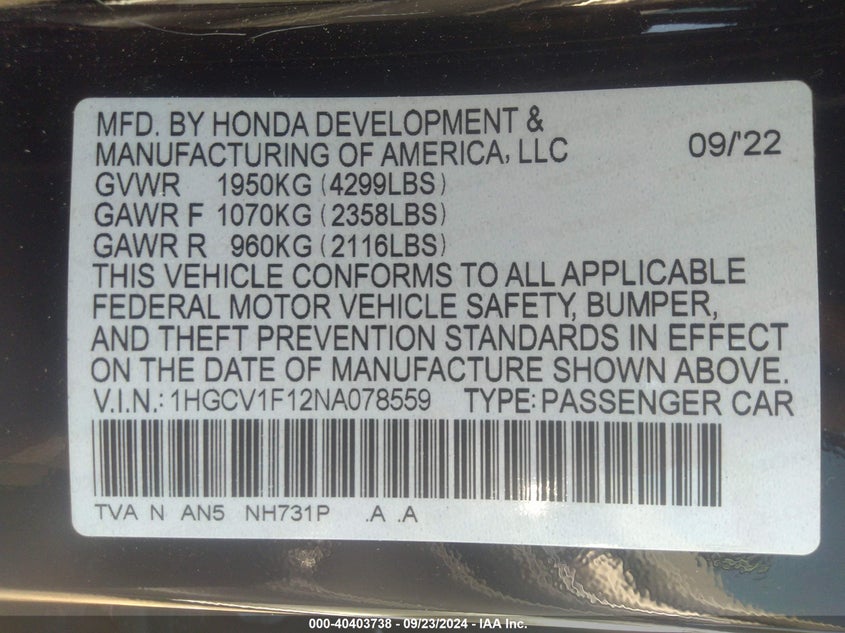 MFD. BY HONDA DEVELOPMENT &
MANUFACTURING OF AMERICA, LLC 09/'22
GVWR 1950KG (4299LBS)
GAWR F 1070KG (2358LBS)
GAWR R 960KG (2116LBS)
THIS VEHICLE CONFORMS TO ALL APPLICABLE
FEDERAL MOTOR VEHICLE SAFETY, BUMPER,
AND THEFT PREVENTION STANDARDS IN EFFECT
ON THE DATE OF MANUFACTURE SHOWN ABOVE.
V.I.N.: 1HGCV1F12NA078559 TYPE: PASSENGER CAR
TVA N AN5 NH731P .A .A
000-40403738 - 09/23/2024 - IAA Inc.